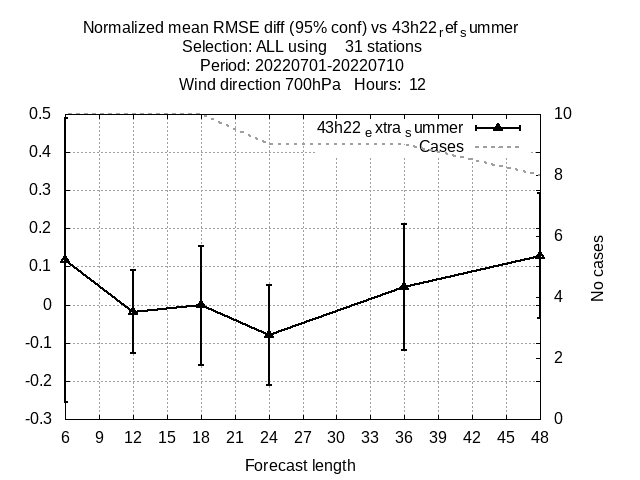 Normalized mean RMSE diff (95% conf) vs 43h22refsummer
Selection: ALL using 31 stations
Period: 20220701-20220710
Wind direction 700hPa Hours: 12
43h22 extrasummer
Cases
0.5
0.4
0.3
0.2
0.1
0
-0.1
-0.2
-0.3
10
8
6
4
2
0
No cases
6 9 12 15 18 21 24 27 30 33 36 39 42 45 48
Forecast length